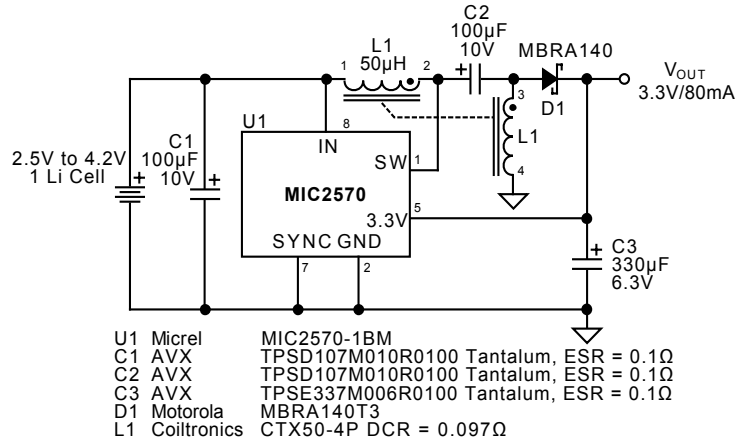 C2
100µF
10V
L1
50µH
1
2
MBRA140
D1
VOUT
3.3V/80mA
3
L1
4
U1
8
IN
SW
1
MIC2570
3.3V
5
SYNC GND
7
2
C1
100µF
10V
2.5V to 4.2V
1 Li Cell
C3
330µF
6.3V
U1 Micrel MIC2570-1BM
C1 AVX TPSD107M010R0100 Tantalum, ESR = 0.1Ω
C2 AVX TPSD107M010R0100 Tantalum, ESR = 0.1Ω
C3 AVX TPSE337M006R0100 Tantalum, ESR = 0.1Ω
D1 Motorola MBRA140T3
L1 Coiltronics CTX50-4P DCR = 0.097Ω